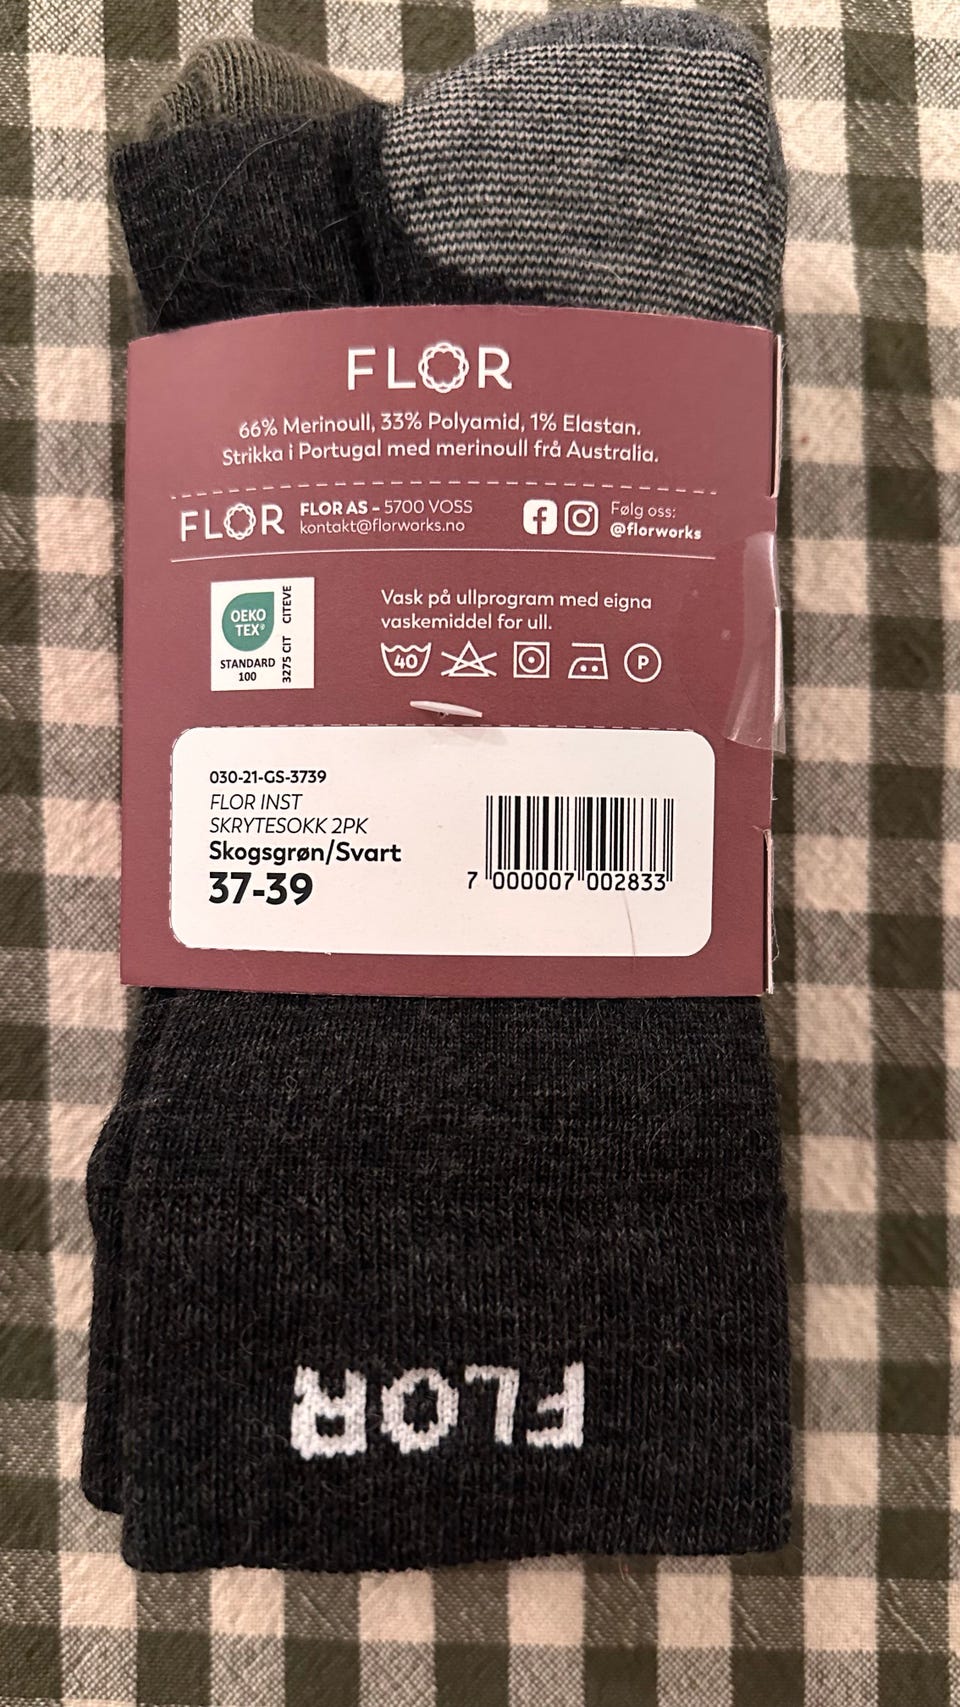 FLOR
66% Merinoull, 33% Polyamid, 1% Elastan.
Strikka i Portugal med merinoull frå Australia.
FLOR
FLOR AS – 5700 VOSS
kontakt@florworks.no
Følg oss:
@florworks
OEKO
TEX®
STANDARD
100
3275 CIT CITEVE
Vask på ullprogram med eigna
vaskemiddel for ull.
40
P
030-21-GS-3739
FLOR INST
SKRYTESOKK 2PK
Skogsgrøn/Svart
37-39
7 000007 002833
FLOR